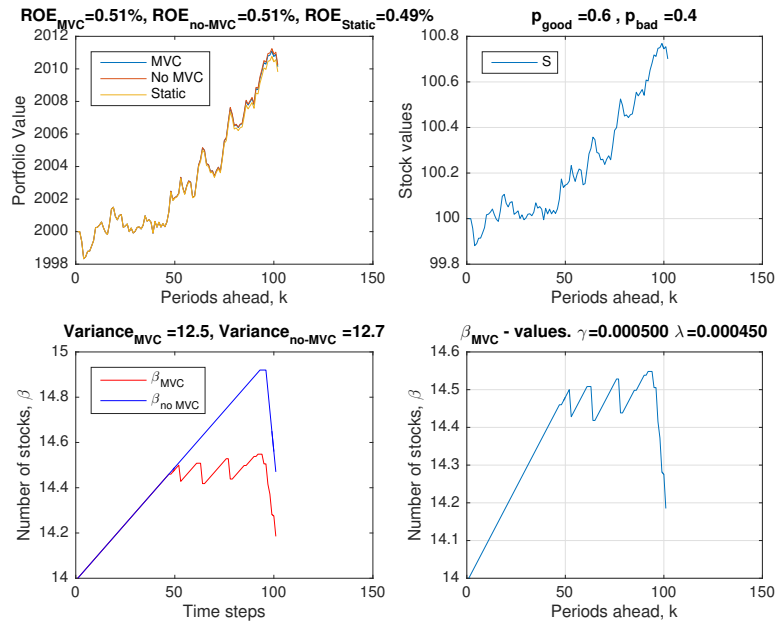 ROE_MVC=0.51%, ROE_no-MVC=0.51%, ROE_Static=0.49%
2012
2010
2008
2006
2004
2002
2000
1998
Portfolio Value
MVC
No MVC
Static
0 50 100 150
Periods ahead, k
p_good =0.6 , p_bad =0.4
100.8
100.6
100.4
100.2
100
99.8
Stock values
S
0 50 100 150
Periods ahead, k
Variance_MVC =12.5, Variance_no-MVC =12.7
15
14.8
14.6
14.4
14.2
14
Number of stocks, β
β_MVC
β_no MVC
0 50 100 150
Time steps
β_MVC - values. γ=0.000500 λ=0.000450
14.6
14.5
14.4
14.3
14.2
14.1
14
Number of stocks, β
0 50 100 150
Periods ahead, k